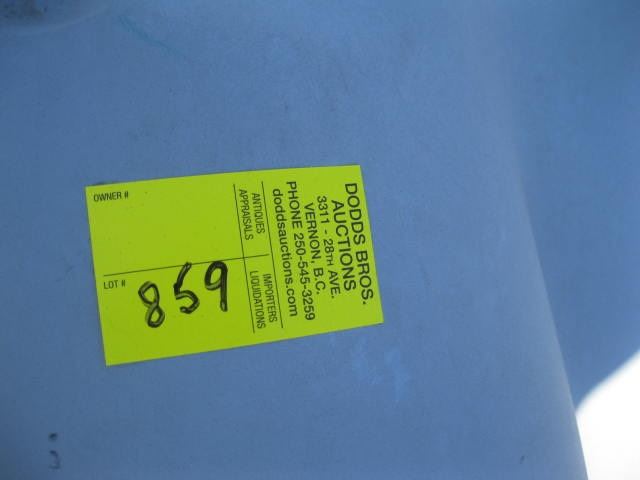 DODDS BROS.
AUCTIONS
3311 - 28TH AVE.
VERNON, B.C.
PHONE 250-545-3259
doddsauctions.com
ANTIQUES
APPRAISALS
IMPORTERS
LIQUIDATIONS
OWNER #
LOT #
859